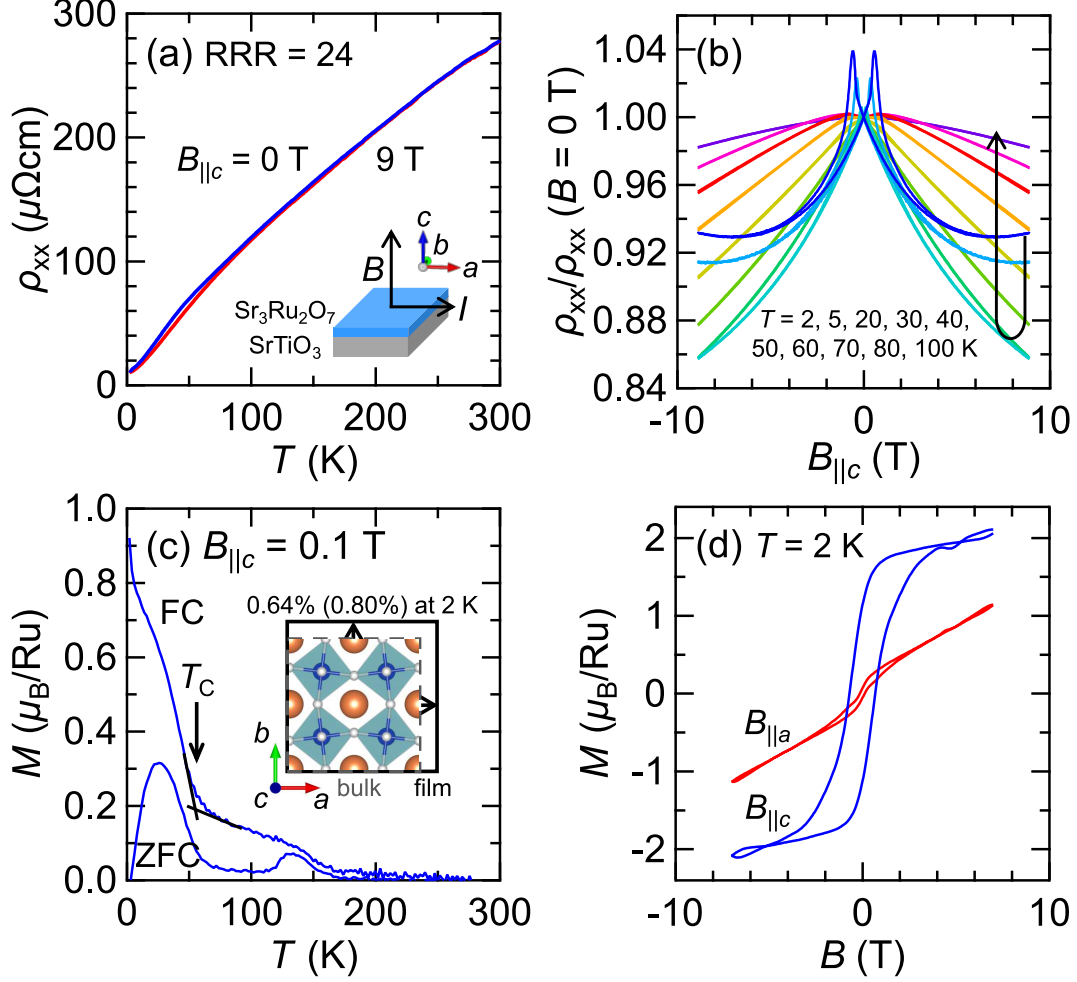 (a) RRR = 24
B||c = 0 T
9 T
c
b
a
B
I
Sr3Ru2O7
SrTiO3
300
200
100
0
ρxx (μΩcm)
0 100 200 300
T (K)
(b)
1.04
1.00
0.96
0.92
0.88
0.84
ρxx/ρxx (B = 0 T)
T = 2, 5, 20, 30, 40,
50, 60, 70, 80, 100 K
-10 0 10
B||c (T)
(c) B||c = 0.1 T
1.0
0.8
0.6
0.4
0.2
0.0
M (μB/Ru)
FC
0.64% (0.80%) at 2 K
TC
b
c
a
bulk
film
ZFC
0 100 200 300
T (K)
(d) T = 2 K
2
1
0
-1
-2
M (μB/Ru)
B||a
B||c
-10 0 10
B (T)